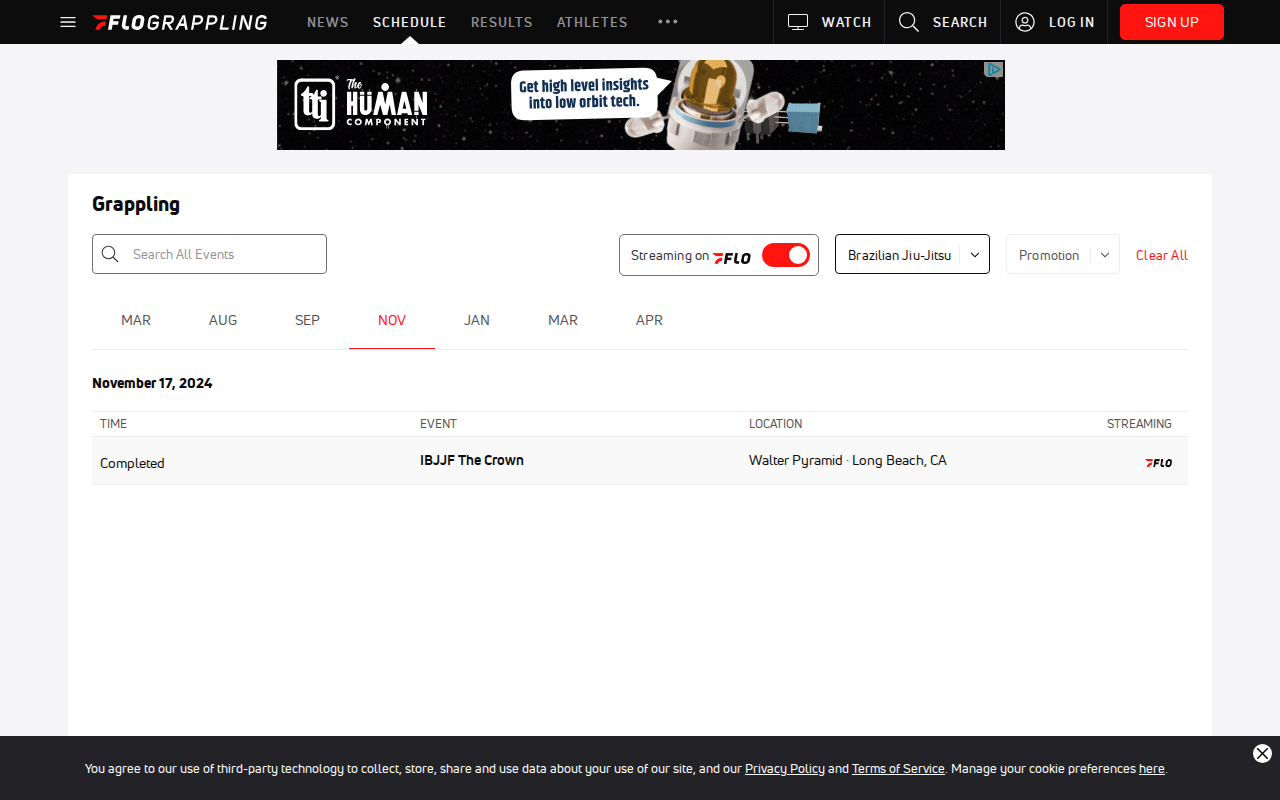 FLOGRAPPLING NEWS SCHEDULE RESULTS ATHLETES WATCH SEARCH LOG IN SIGN UP
tti The HUMAN COMPONENT
Get high level insights
into low orbit tech.
Grappling
Search All Events
Streaming on FLO
Brazilian Jiu-Jitsu
Promotion
Clear All
MAR AUG SEP NOV JAN MAR APR
November 17, 2024
TIME EVENT LOCATION STREAMING
Completed IBJJF The Crown Walter Pyramid · Long Beach, CA FLO
You agree to our use of third-party technology to collect, store, share and use data about your use of our site, and our Privacy Policy and Terms of Service. Manage your cookie preferences here.